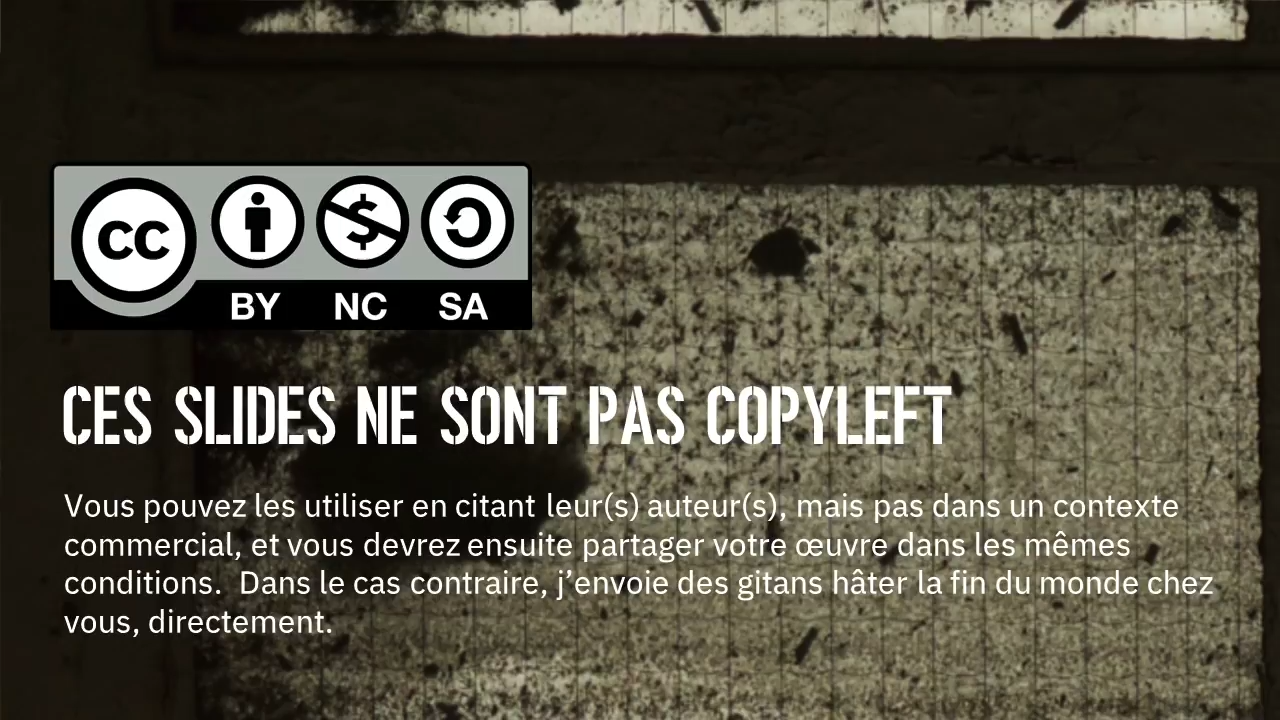 cc
BY NC SA
CES SLIDES NE SONT PAS COPYLEFT
Vous pouvez les utiliser en citant leur(s) auteur(s), mais pas dans un contexte
commercial, et vous devrez ensuite partager votre œuvre dans les mêmes
conditions.  Dans le cas contraire, j’envoie des gitans hâter la fin du monde chez
vous, directement.